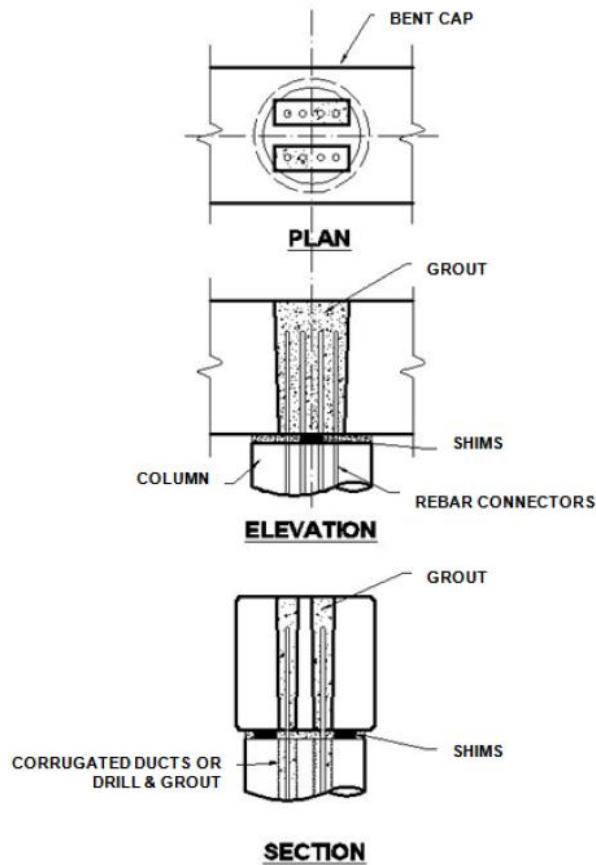 BENT CAP
PLAN
GROUT
SHIMS
COLUMN
REBAR CONNECTORS
ELEVATION
GROUT
SHIMS
CORRUGATED DUCTS OR
DRILL & GROUT
SECTION